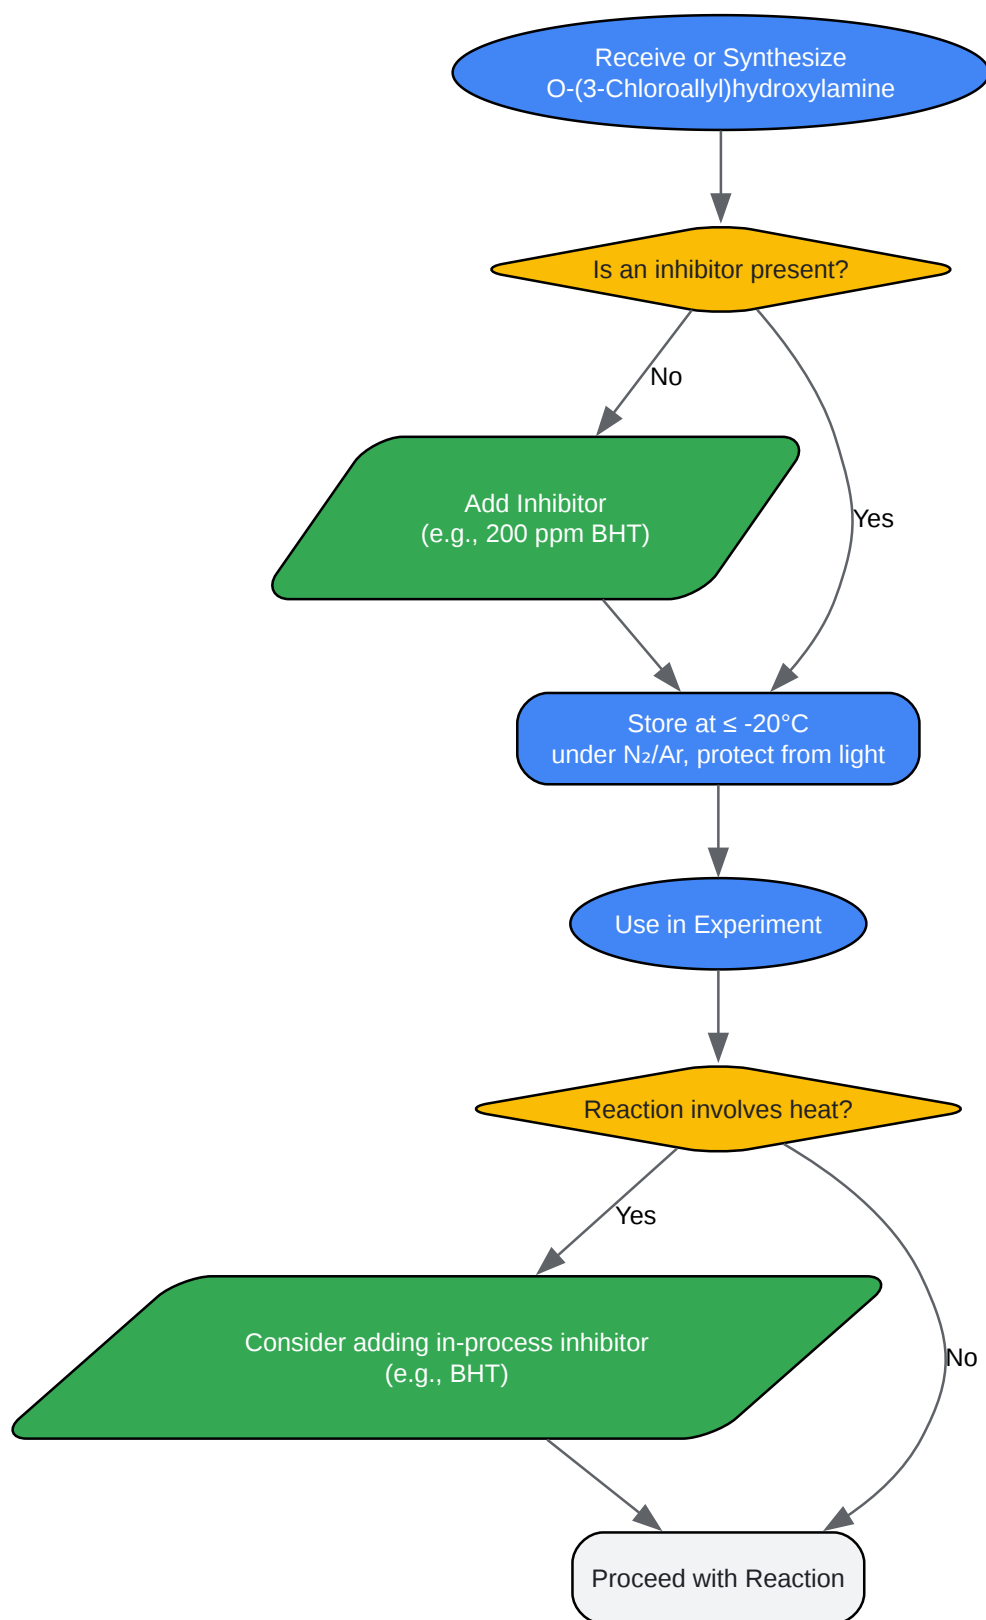 Receive or Synthesize
O-(3-Chloroallyl)hydroxylamine
Is an inhibitor present?
No
Add Inhibitor
(e.g., 200 ppm BHT)
Yes
Store at ≤ -20°C
under N₂/Ar, protect from light
Use in Experiment
Reaction involves heat?
Yes
Consider adding in-process inhibitor
(e.g., BHT)
No
Proceed with Reaction